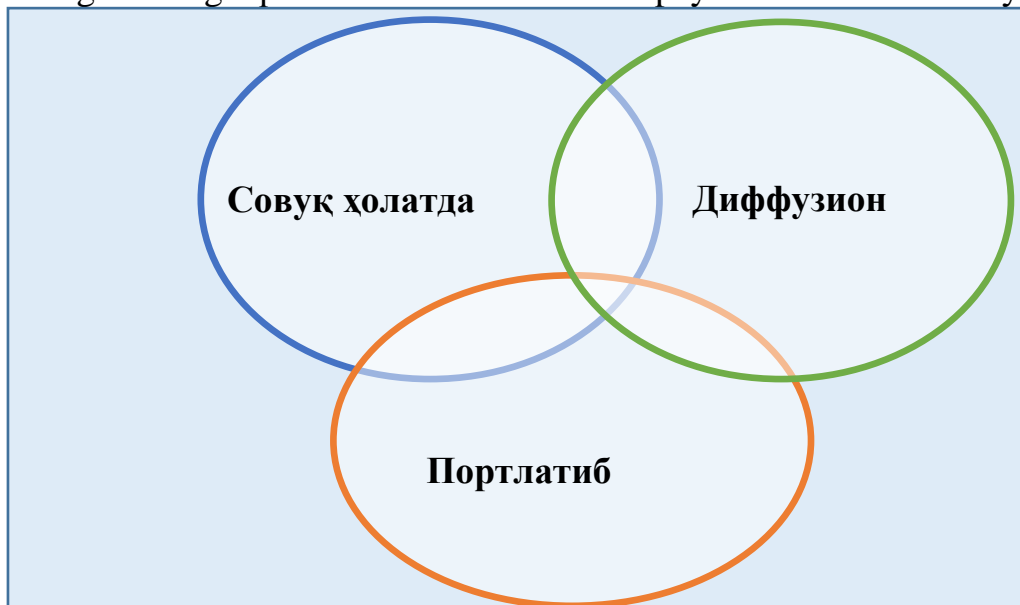 Совуқ ҳолатда
Диффузион
Портлатиб